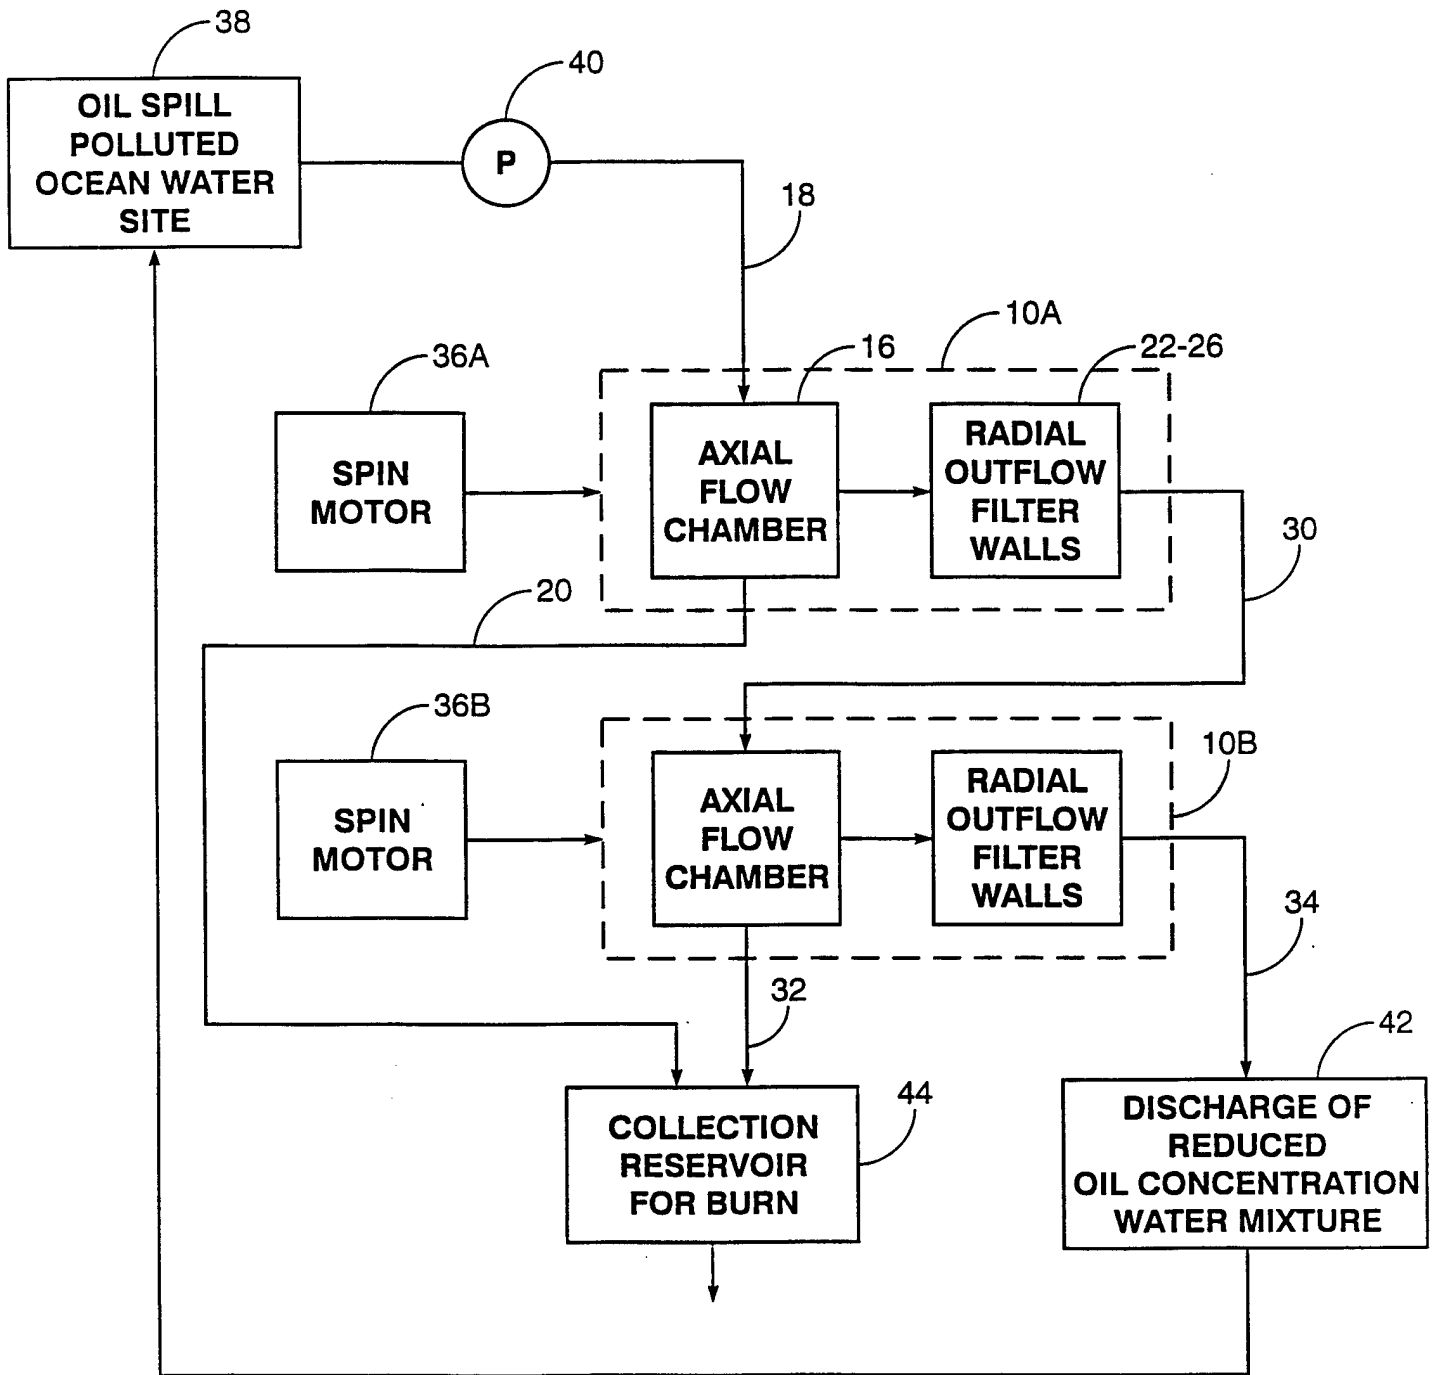 38
40
OIL SPILL
POLLUTED
OCEAN WATER
SITE
P
18
10A
36A
16
22-26
SPIN
MOTOR
AXIAL
FLOW
CHAMBER
RADIAL
OUTFLOW
FILTER
WALLS
30
20
36B
10B
SPIN
MOTOR
AXIAL
FLOW
CHAMBER
RADIAL
OUTFLOW
FILTER
WALLS
34
32
42
44
COLLECTION
RESERVOIR
FOR BURN
DISCHARGE OF
REDUCED
OIL CONCENTRATION
WATER MIXTURE